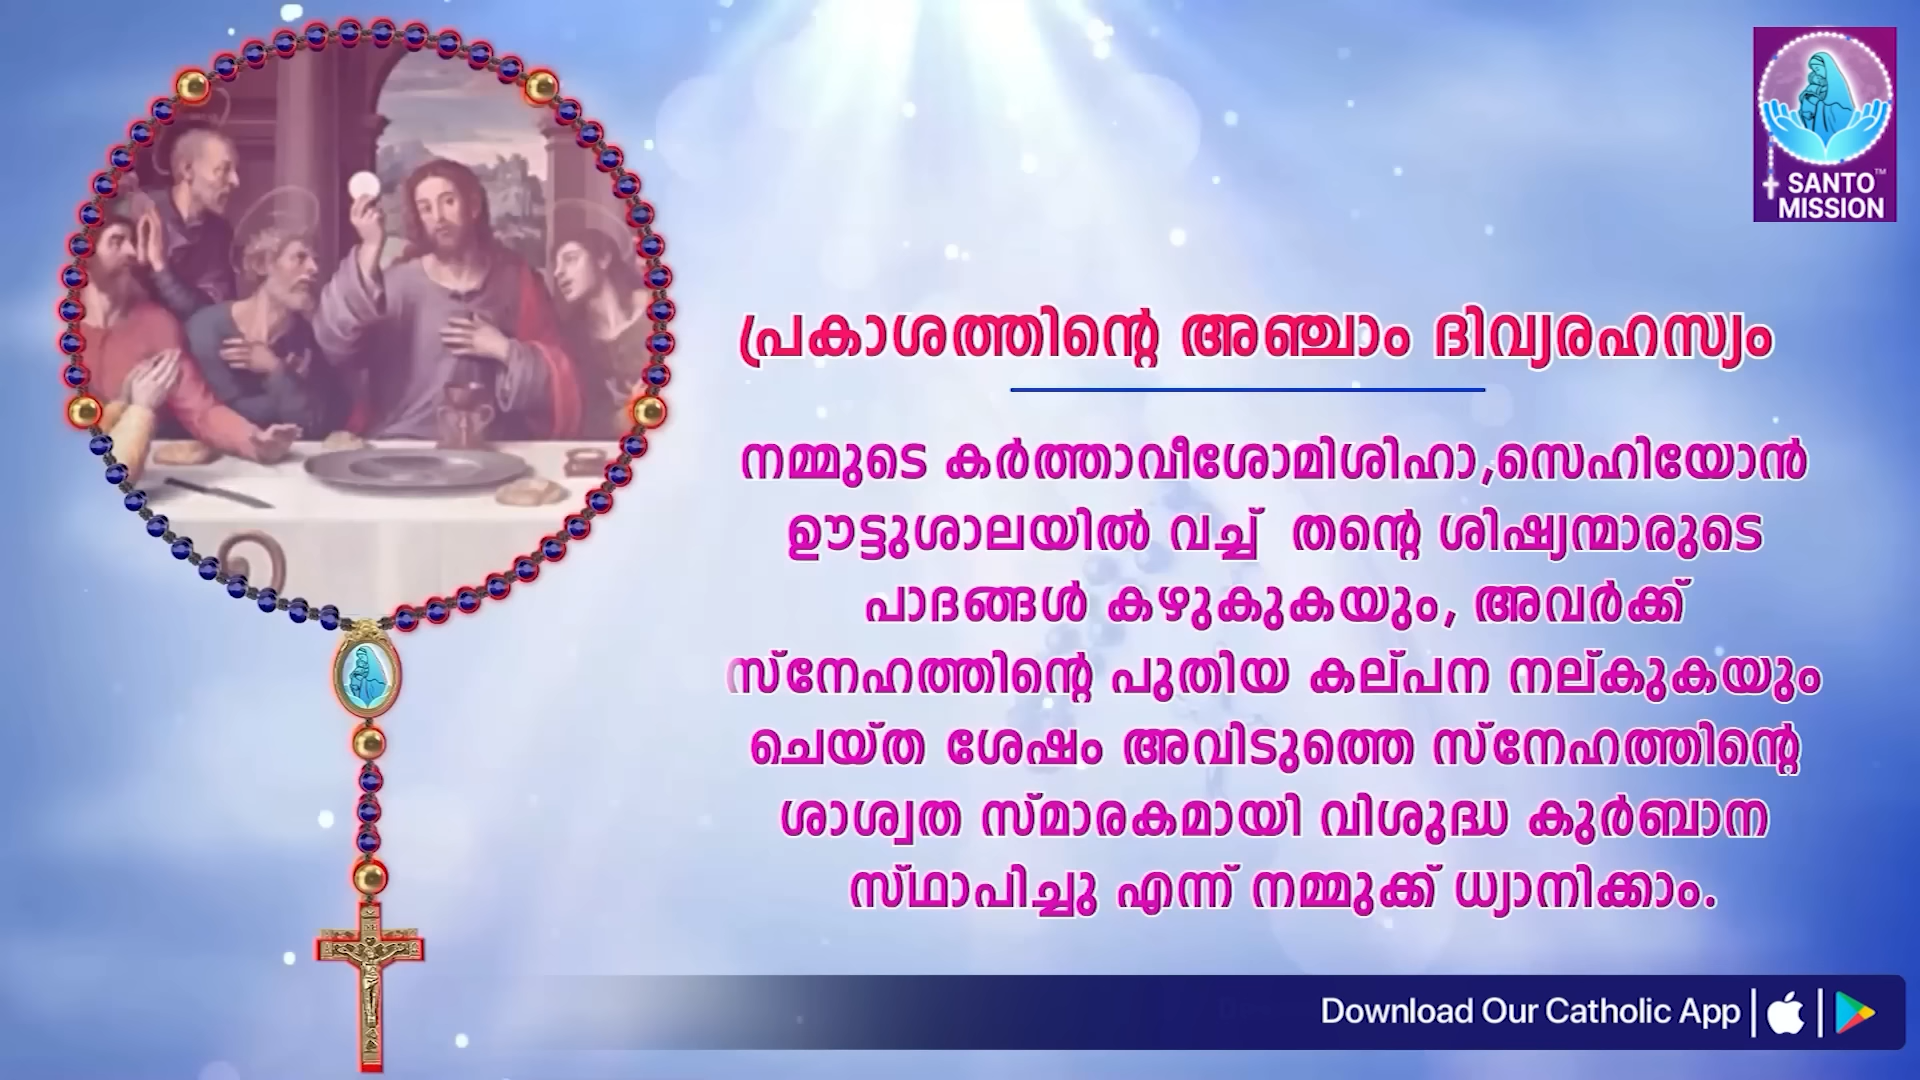 SANTO™
MISSION
പ്രകാശത്തിന്റെ അഞ്ചാം ദിവ്യരഹസ്യം
നമ്മുടെ കർത്താവീശോമിശിഹാ,സെഹിയോൻ
ഊട്ടുശാലയിൽ വച്ച് തന്റെ ശിഷ്യന്മാരുടെ
പാദങ്ങൾ കഴുകുകയും, അവർക്ക്
സ്നേഹത്തിന്റെ പുതിയ കല്പന നല്കുകയും
ചെയ്ത ശേഷം അവിടുത്തെ സ്നേഹത്തിന്റെ
ശാശ്വത സ്മാരകമായി വിശുദ്ധ കുർബാന
സ്ഥാപിച്ചു എന്ന് നമ്മുക്ക് ധ്യാനിക്കാം.
Download Our Catholic App